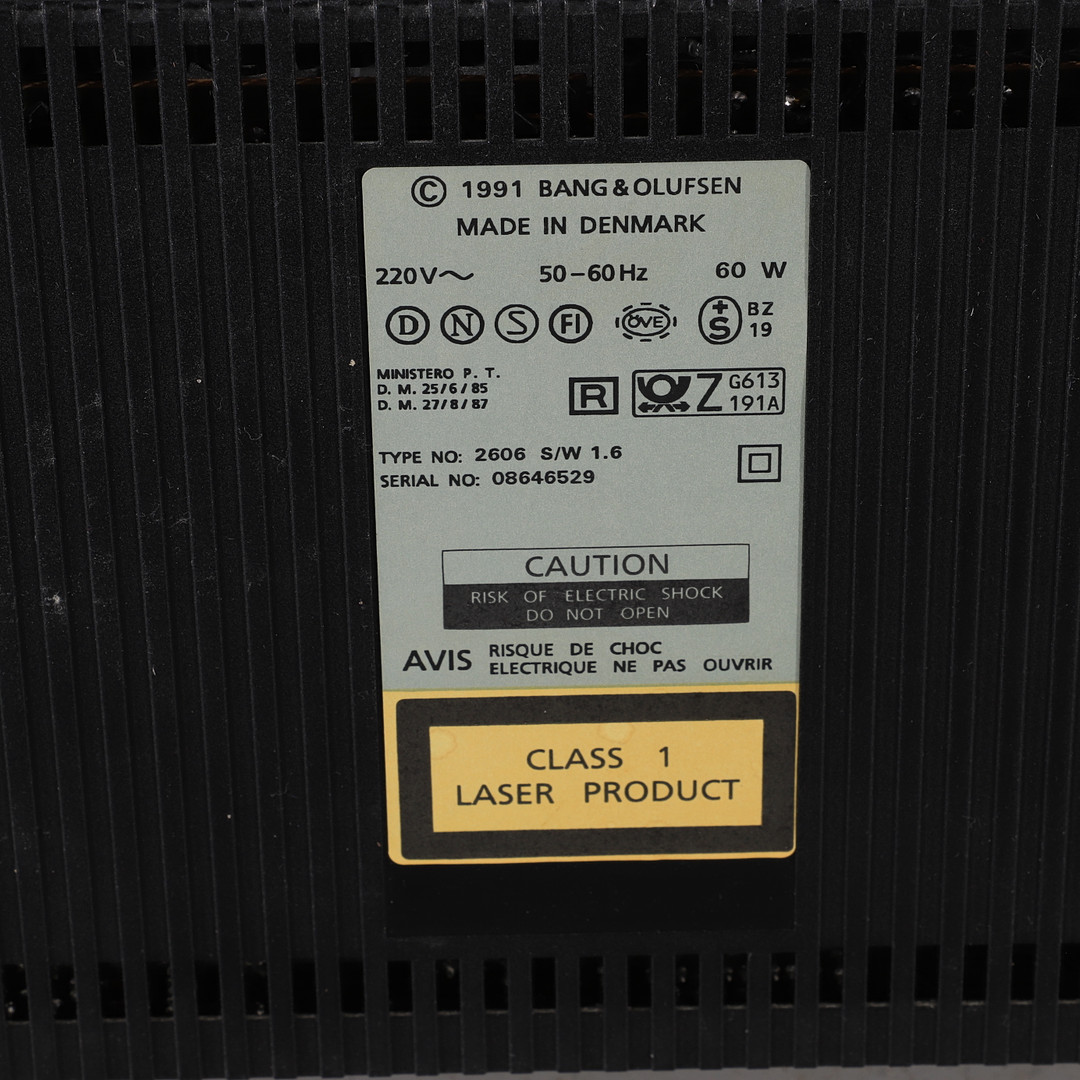 © 1991 BANG & OLUFSEN
MADE IN DENMARK
220V~ 50-60Hz 60 W
D N S FI ÖVE +S BZ 19
MINISTERO P. T.
D. M. 25/6/85
D. M. 27/8/87
R Z G613 191A
TYPE NO: 2606 S/W 1.6
SERIAL NO: 08646529
CAUTION
RISK OF ELECTRIC SHOCK
DO NOT OPEN
AVIS RISQUE DE CHOC
ELECTRIQUE NE PAS OUVRIR
CLASS 1
LASER PRODUCT